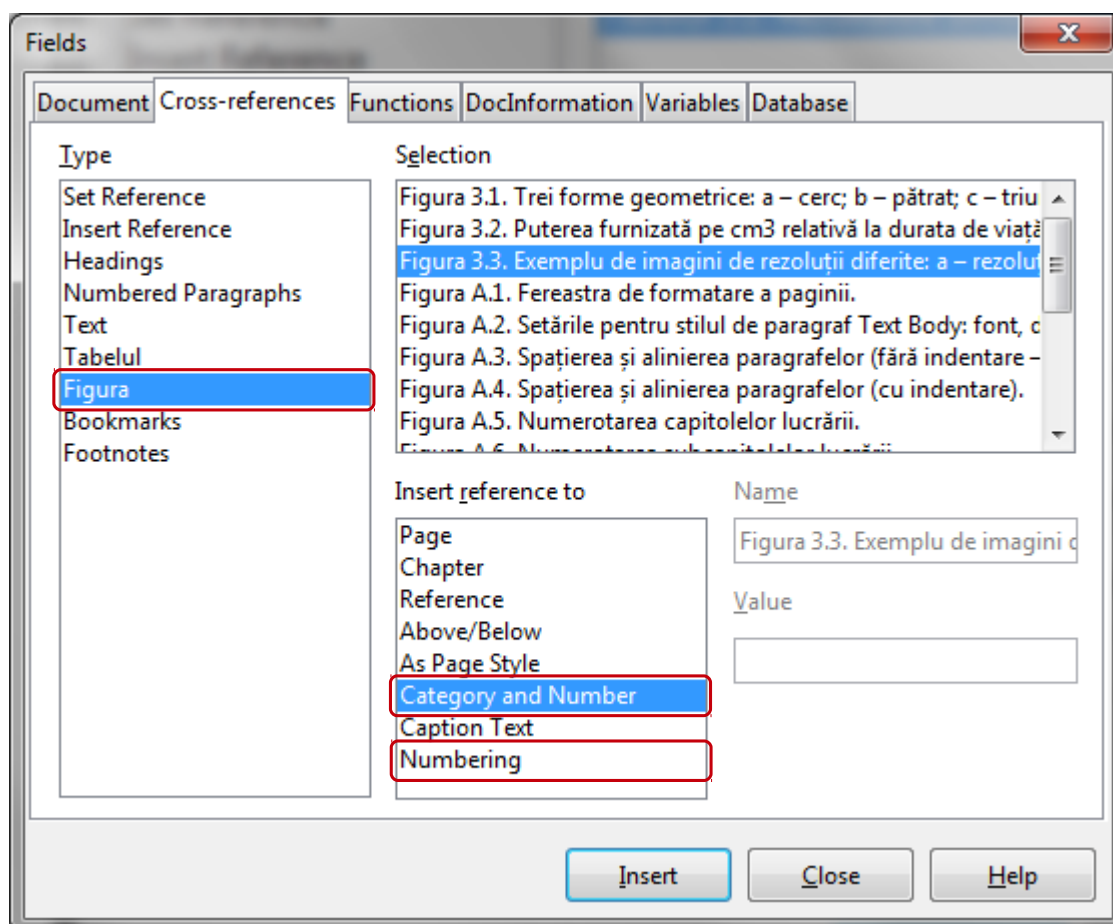 Fields
Document Cross-references Functions DocInformation Variables Database
Type
Set Reference
Insert Reference
Headings
Numbered Paragraphs
Text
Tabelul
Figura
Bookmarks
Footnotes
Selection
Figura 3.1. Trei forme geometrice: a – cerc; b – pătrat; c – triu
Figura 3.2. Puterea furnizată pe cm3 relativă la durata de viață
Figura 3.3. Exemplu de imagini de rezoluții diferite: a – rezoluț
Figura A.1. Fereastra de formatare a paginii.
Figura A.2. Setările pentru stilul de paragraf Text Body: font, d
Figura A.3. Spațierea și alinierea paragrafelor (fără indentare –
Figura A.4. Spațierea și alinierea paragrafelor (cu indentare).
Figura A.5. Numerotarea capitolelor lucrării.
Figura A.6. Numerotarea subcapitolelor lucrării.
Insert reference to
Page
Chapter
Reference
Above/Below
As Page Style
Category and Number
Caption Text
Numbering
Name
Figura 3.3. Exemplu de imagini d
Value
Insert Close Help